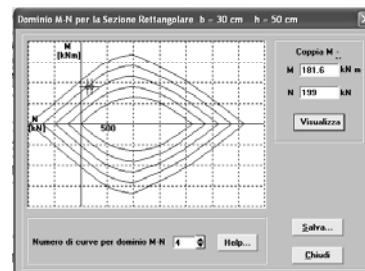 Dominio M-N per la Sezione Rettangolare b = 30 cm h = 50 cm
M
[kNm]
N
[kN]
500
Coppia M -
M 181.6 kN m
N 199 kN
Visualizza
Numero di curve per dominio M-N 4 Help...
Salva...
Chiudi